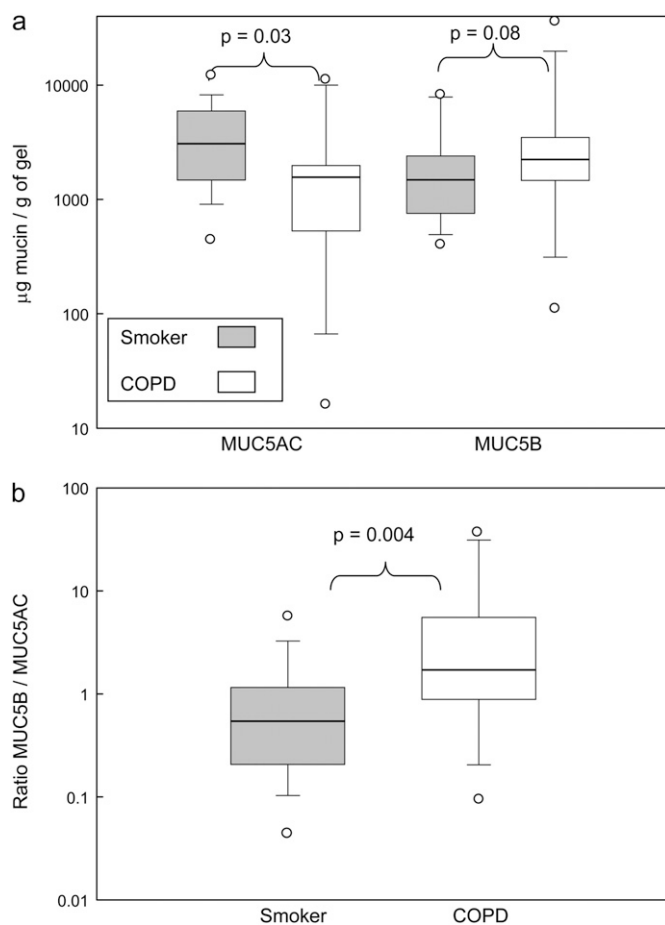 a
p = 0.03
p = 0.08
10000
1000
100
10
μg mucin / g of gel
Smoker
COPD
MUC5AC
MUC5B
b
100
10
1
0.1
0.01
p = 0.004
Ratio MUC5B / MUC5AC
Smoker
COPD